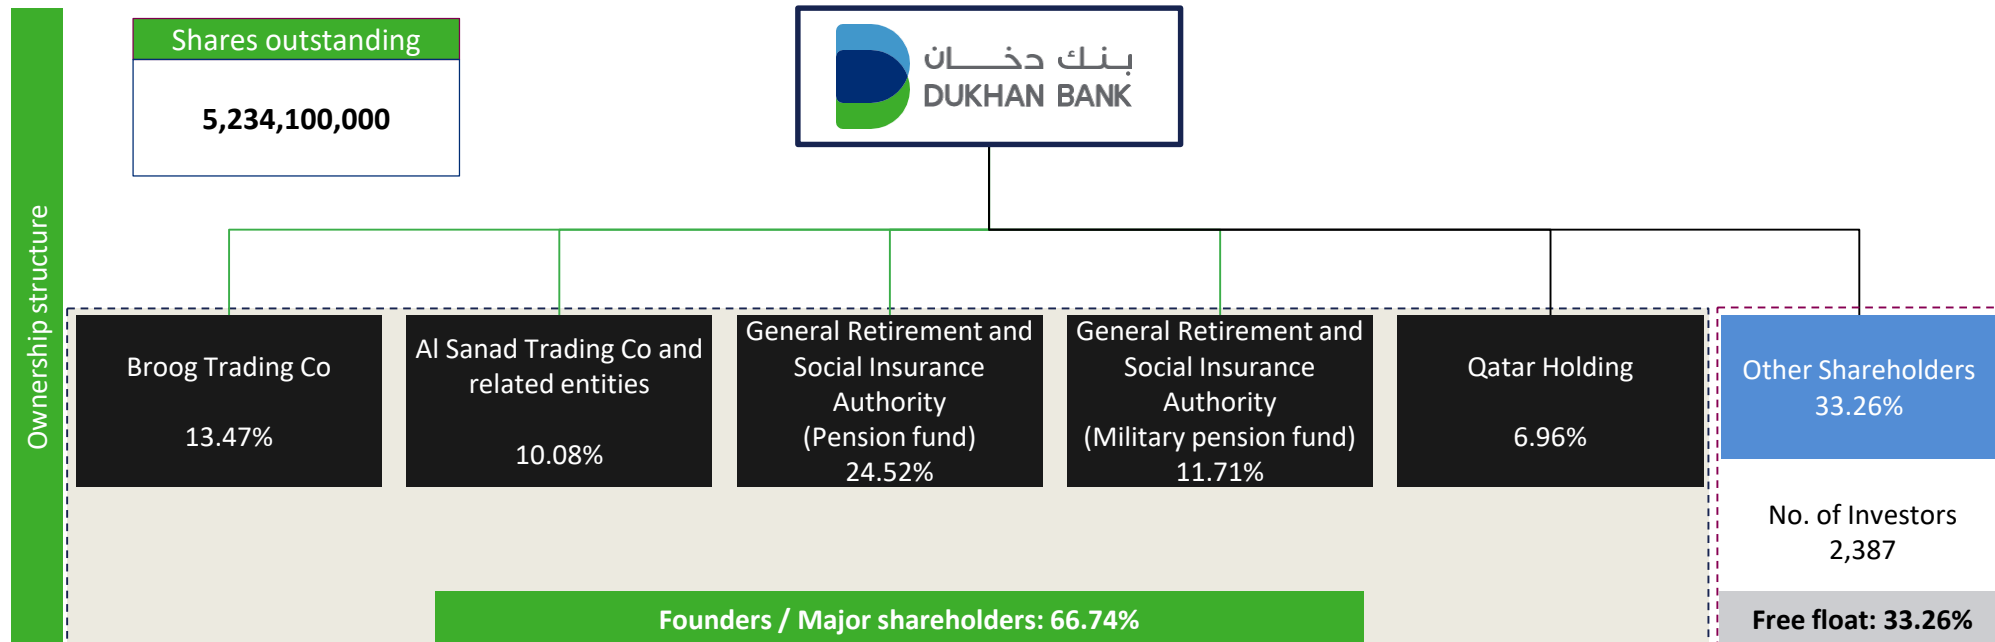 Ownership structure
Shares outstanding
5,234,100,000
بنك دخان
DUKHAN BANK
Broog Trading Co
13.47%
Al Sanad Trading Co and
related entities
10.08%
General Retirement and
Social Insurance
Authority
(Pension fund)
24.52%
General Retirement and
Social Insurance
Authority
(Military pension fund)
11.71%
Qatar Holding
6.96%
Other Shareholders
33.26%
No. of Investors
2,387
Founders / Major shareholders: 66.74%
Free float: 33.26%